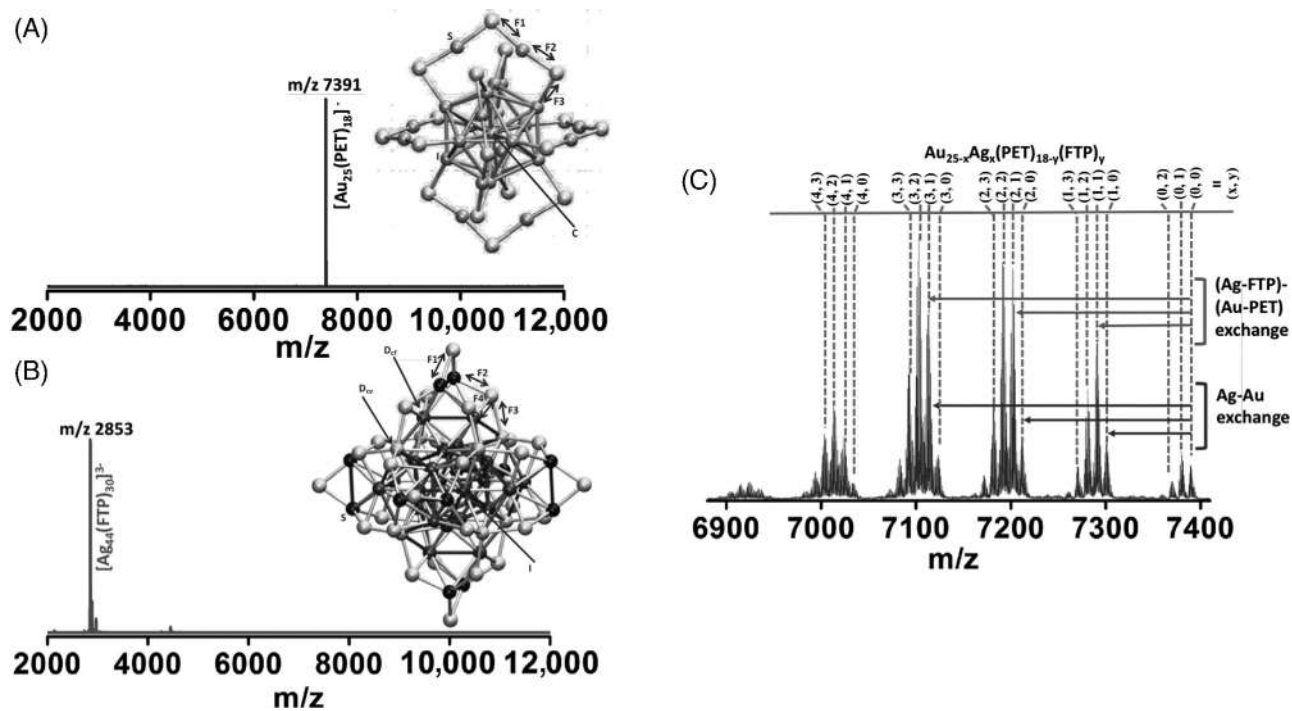 (A)
m/z 7391
[Au₂₅(PET)₁₈]⁻
S
F1
F2
F3
I
C
2000 4000 6000 8000 10,000 12,000
m/z
(B)
m/z 2853
[Ag₄₄(FTP)₃₀]³⁻
D_cf
D_cv
F1
F2
F4
F3
S
I
2000 4000 6000 8000 10,000 12,000
m/z
(C)
Au₂₅₋ₓAgₓ(PET)₁₈₋ᵧ(FTP)ᵧ
(4, 3) (4, 2) (4, 1) (4, 0) (3, 3) (3, 2) (3, 1) (3, 0) (2, 3) (2, 2) (2, 1) (2, 0) (1, 3) (1, 2) (1, 1) (1, 0) (0, 2) (0, 1) (0, 0) = (x, y)
(Ag-FTP)-
(Au-PET)
exchange
Ag-Au
exchange
6900 7000 7100 7200 7300 7400
m/z